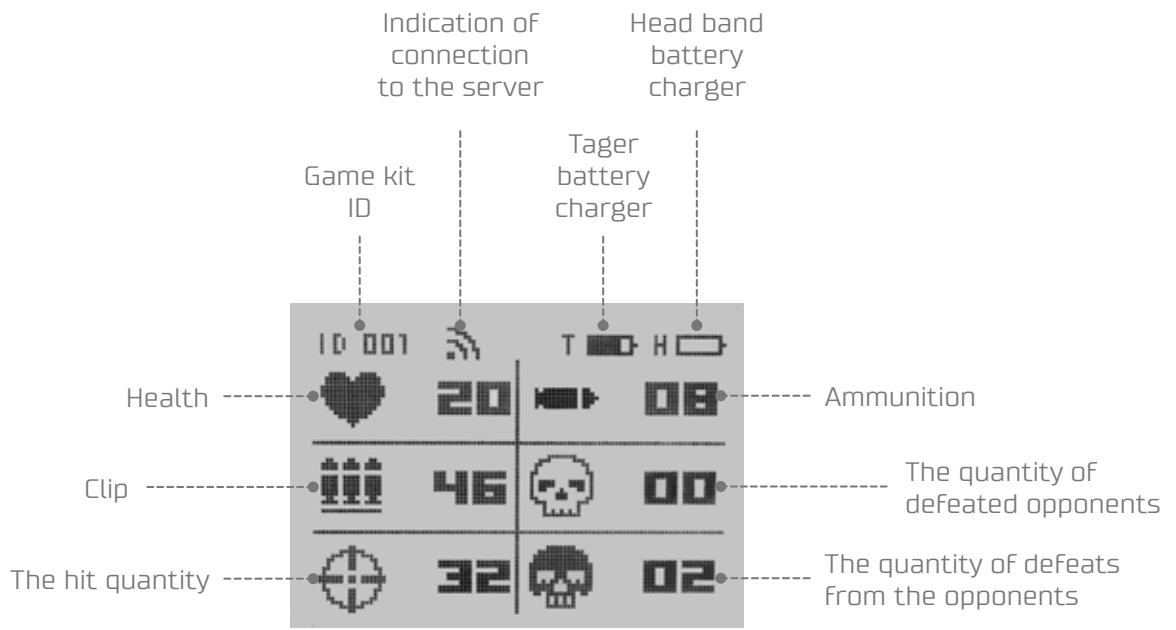 Indication of
connection
to the server
Head band
battery
charger
Tager
battery
charger
Game kit
ID
ID 001
T
H
Health
20
08
Ammunition
Clip
46
00
The quantity of
defeated opponents
The hit quantity
32
02
The quantity of defeats
from the opponents